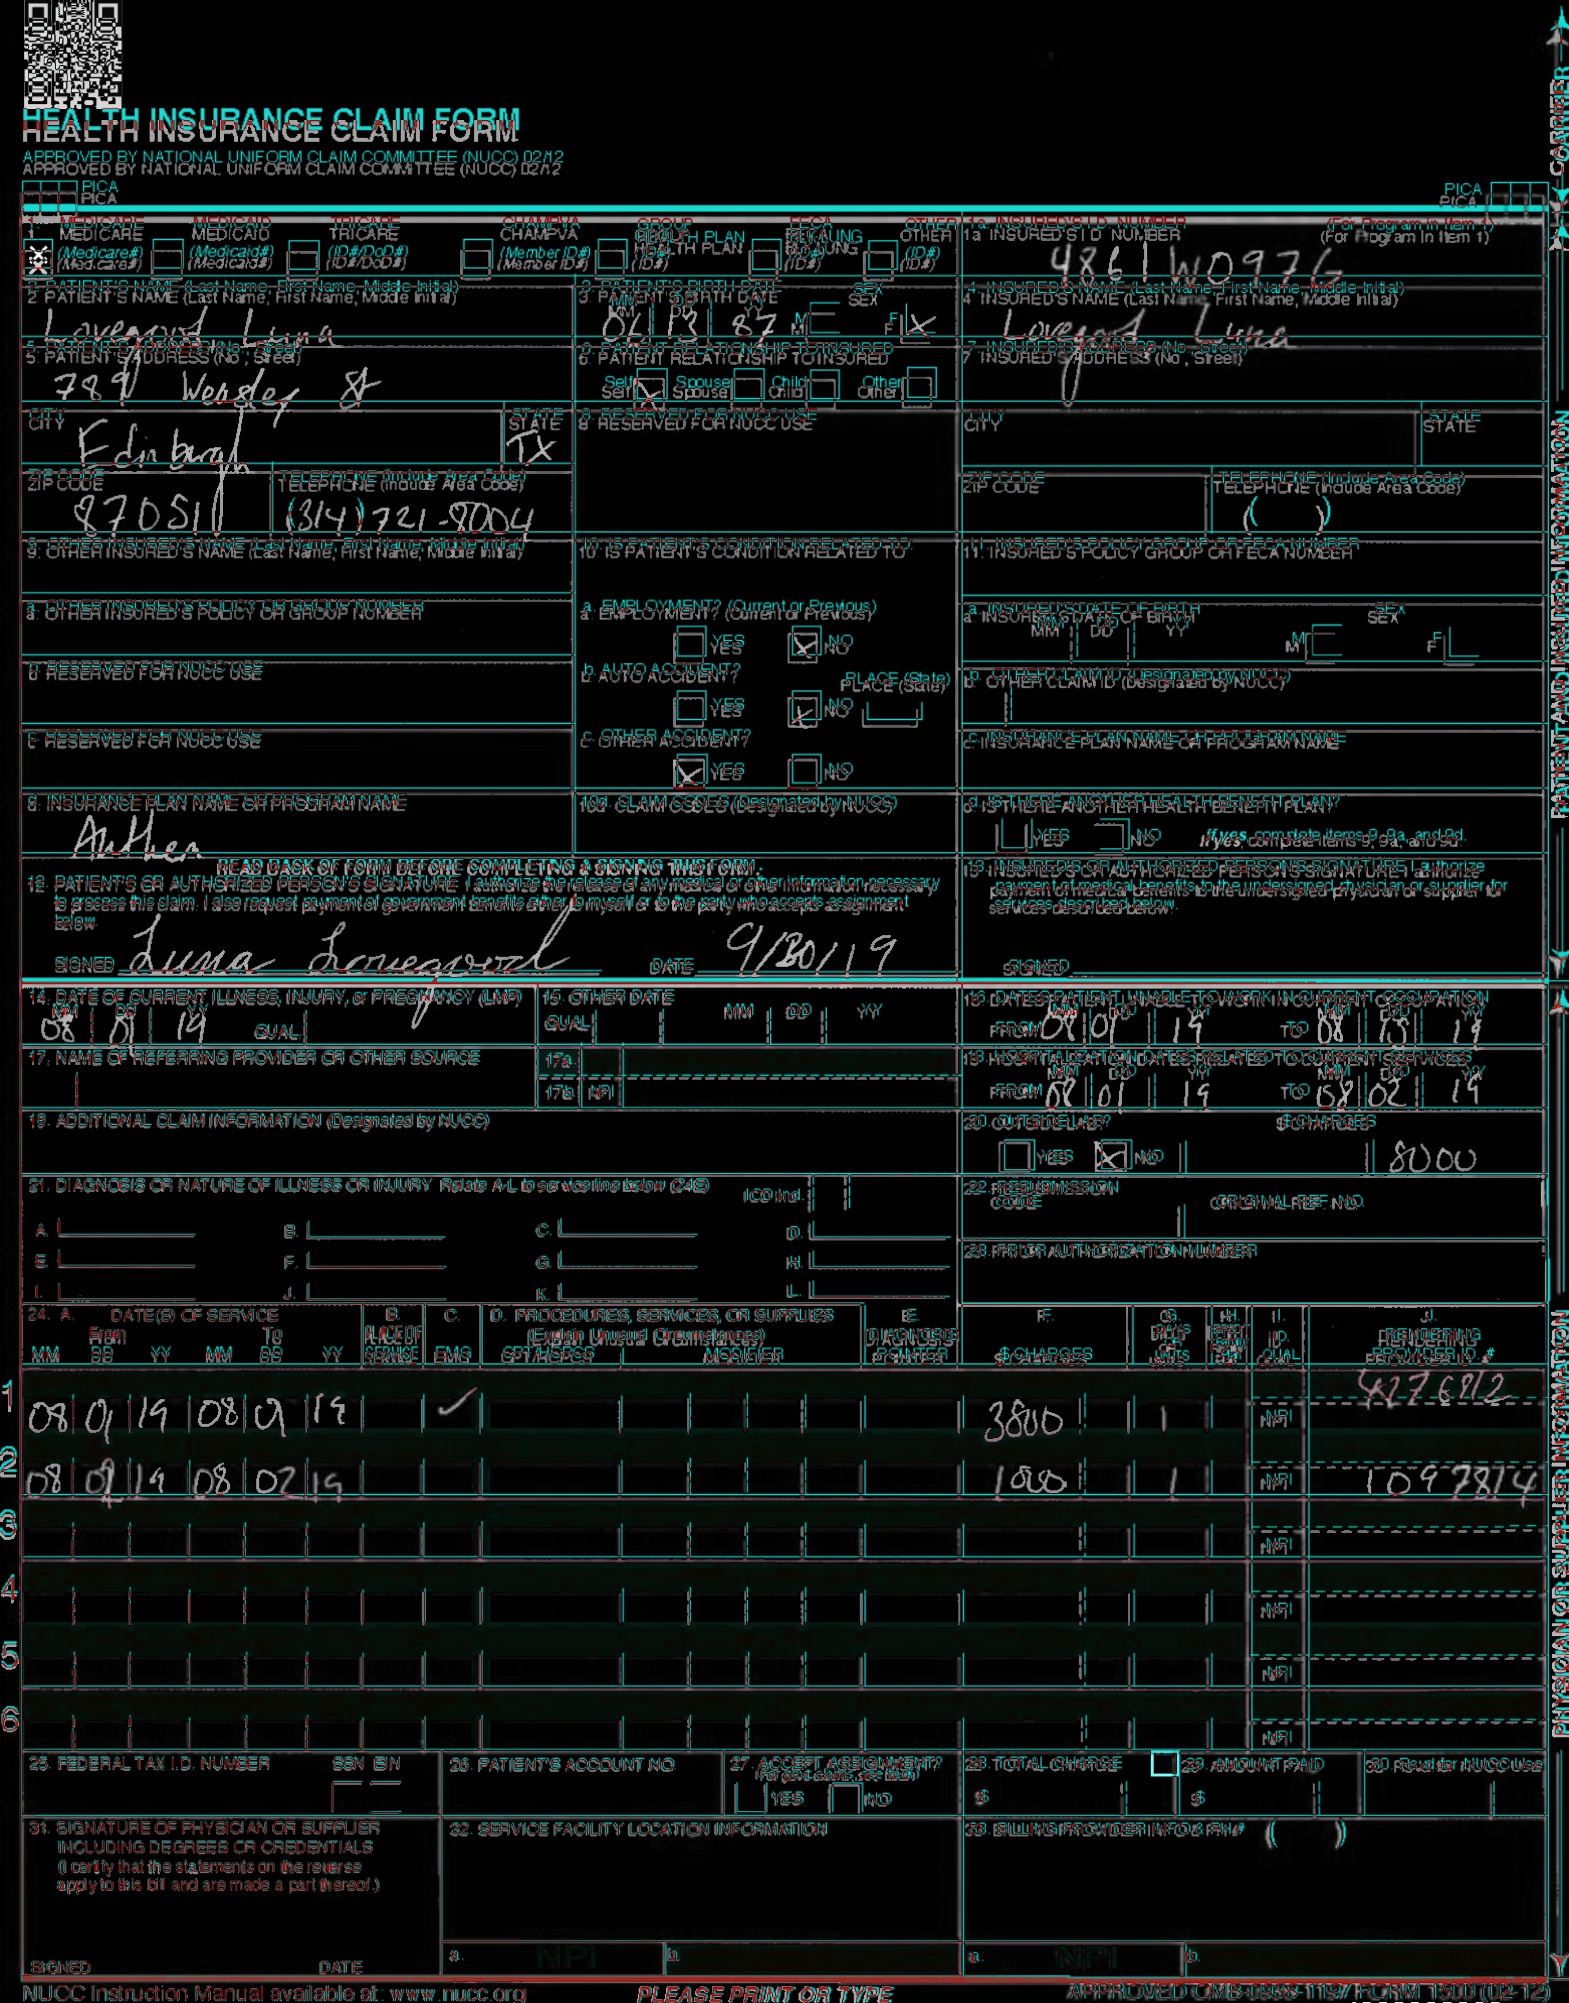 HEALTH INSURANCE CLAIM FORM
APPROVED BY NATIONAL UNIFORM CLAIM COMMITTEE (NUCC) 02/12
PICA
PICA
CARRIER
1. MEDICARE MEDICAID TRICARE CHAMPVA GROUP HEALTH PLAN FECA BLK LUNG OTHER
(Medicare#) (Medicaid#) (ID#/DoD#) (Member ID#) (ID#) (ID#) (ID#)
1a. INSURED'S I.D. NUMBER (For Program in Item 1)
4861W097G
2. PATIENT'S NAME (Last Name, First Name, Middle Initial)
Lovegood Luna
3. PATIENT'S BIRTH DATE SEX
MM DD YY
06 13 87 M F X
4. INSURED'S NAME (Last Name, First Name, Middle Initial)
Lovegood Luna
5. PATIENT'S ADDRESS (No., Street)
789 Wensley St
6. PATIENT RELATIONSHIP TO INSURED
Self X Spouse Child Other
7. INSURED'S ADDRESS (No., Street)
CITY STATE
Edinburgh TX
8. RESERVED FOR NUCC USE
CITY STATE
ZIP CODE TELEPHONE (Include Area Code)
87051 (314) 721-8004
ZIP CODE TELEPHONE (Include Area Code)
( )
9. OTHER INSURED'S NAME (Last Name, First Name, Middle Initial)
10. IS PATIENT'S CONDITION RELATED TO:
11. INSURED'S POLICY GROUP OR FECA NUMBER
a. OTHER INSURED'S POLICY OR GROUP NUMBER
a. EMPLOYMENT? (Current or Previous)
YES X NO
a. INSURED'S DATE OF BIRTH SEX
MM DD YY M F
b. RESERVED FOR NUCC USE
b. AUTO ACCIDENT? PLACE (State)
YES X NO
b. OTHER CLAIM ID (Designated by NUCC)
c. RESERVED FOR NUCC USE
c. OTHER ACCIDENT?
X YES NO
c. INSURANCE PLAN NAME OR PROGRAM NAME
d. INSURANCE PLAN NAME OR PROGRAM NAME
Anthem
10d. CLAIM CODES (Designated by NUCC)
d. IS THERE ANOTHER HEALTH BENEFIT PLAN?
YES NO If yes, complete items 9, 9a, and 9d.
READ BACK OF FORM BEFORE COMPLETING & SIGNING THIS FORM.
12. PATIENT'S OR AUTHORIZED PERSON'S SIGNATURE I authorize the release of any medical or other information necessary
to process this claim. I also request payment of government benefits either to myself or to the party who accepts assignment
below.
SIGNED Luna Lovegood DATE 9/30/19
13. INSURED'S OR AUTHORIZED PERSON'S SIGNATURE I authorize
payment of medical benefits to the undersigned physician or supplier for
services described below.
SIGNED
PATIENT AND INSURED INFORMATION
14. DATE OF CURRENT ILLNESS, INJURY, or PREGNANCY (LMP)
MM DD YY
08 01 19 QUAL.
15. OTHER DATE
QUAL. MM DD YY
16. DATES PATIENT UNABLE TO WORK IN CURRENT OCCUPATION
MM DD YY MM DD YY
FROM 08 01 19 TO 08 15 19
17. NAME OF REFERRING PROVIDER OR OTHER SOURCE
17a.
17b. NPI
18. HOSPITALIZATION DATES RELATED TO CURRENT SERVICES
MM DD YY MM DD YY
FROM 08 01 19 TO 08 02 19
19. ADDITIONAL CLAIM INFORMATION (Designated by NUCC)
20. OUTSIDE LAB? $ CHARGES
YES X NO 8000
21. DIAGNOSIS OR NATURE OF ILLNESS OR INJURY Relate A-L to service line below (24E) ICD Ind.
A. B. C. D.
E. F. G. H.
I. J. K. L.
22. RESUBMISSION CODE ORIGINAL REF. NO.
23. PRIOR AUTHORIZATION NUMBER
24. A. DATE(S) OF SERVICE B. C. D. PROCEDURES, SERVICES, OR SUPPLIES E. F. G. H. I. J.
From To PLACE OF (Explain Unusual Circumstances) DIAGNOSIS DAYS OR ID. RENDERING
MM DD YY MM DD YY SERVICE EMG CPT/HCPCS MODIFIER POINTER $ CHARGES UNITS QUAL. PROVIDER ID. #
1 08 01 19 08 01 19 ✓ 3800 1 NPI
2 08 01 19 08 02 19 1000 1 NPI 1097814
3 NPI
4 NPI
5 NPI
6 NPI
PHYSICIAN OR SUPPLIER INFORMATION
25. FEDERAL TAX I.D. NUMBER SSN EIN
26. PATIENT'S ACCOUNT NO.
27. ACCEPT ASSIGNMENT?
YES NO
28. TOTAL CHARGE
$
29. AMOUNT PAID
$
30. Rsvd for NUCC Use
31. SIGNATURE OF PHYSICIAN OR SUPPLIER
INCLUDING DEGREES OR CREDENTIALS
(I certify that the statements on the reverse
apply to this bill and are made a part thereof.)
SIGNED DATE
32. SERVICE FACILITY LOCATION INFORMATION
a. NPI b.
33. BILLING PROVIDER INFO & PH# ( )
a. NPI b.
NUCC Instruction Manual available at: www.nucc.org
PLEASE PRINT OR TYPE
APPROVED OMB-0938-1197 FORM 1500 (02-12)